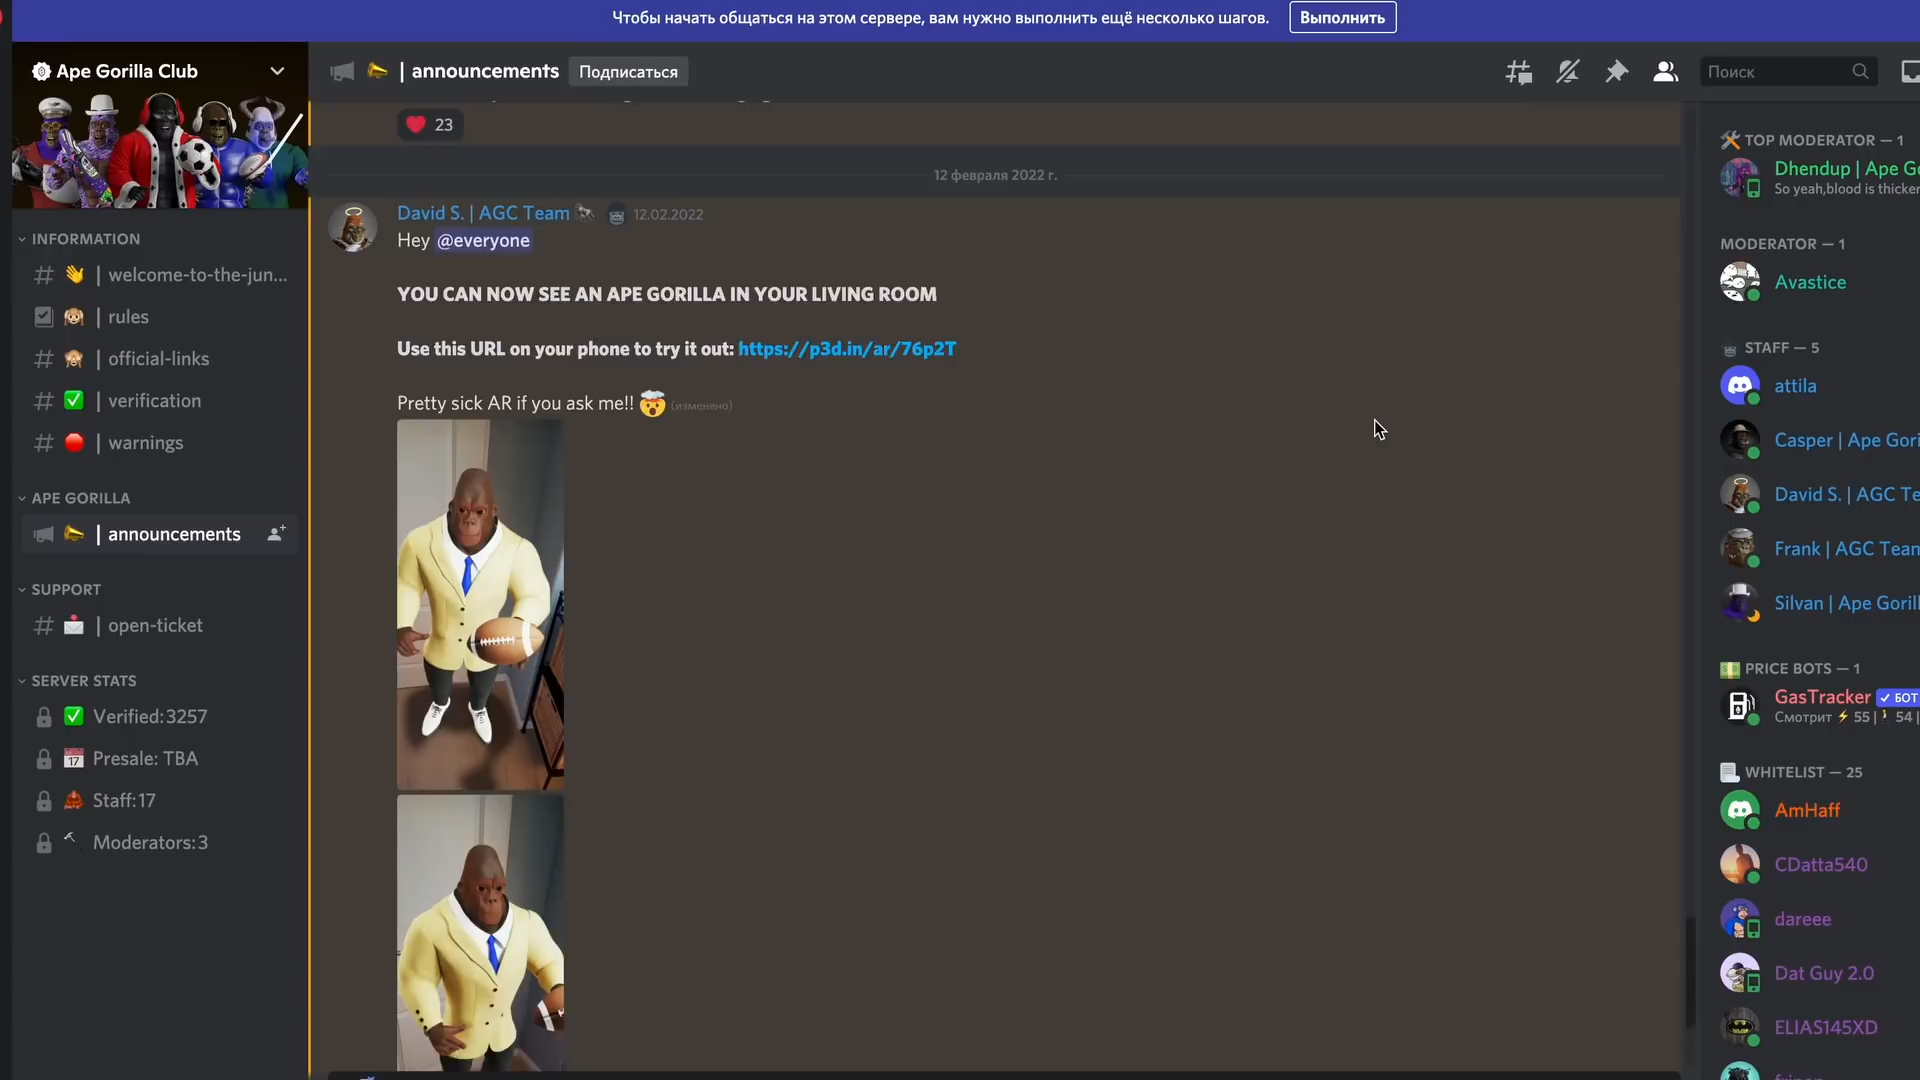 Чтобы начать общаться на этом сервере, вам нужно выполнить ещё несколько шагов. Выполнить
Ape Gorilla Club
| announcements Подписаться
Поиск
INFORMATION
| welcome-to-the-jun...
| rules
| official-links
| verification
| warnings
APE GORILLA
| announcements
SUPPORT
| open-ticket
SERVER STATS
Verified:3257
Presale: TBA
Staff:17
Moderators:3
23
12 февраля 2022 г.
David S. | AGC Team 12.02.2022
Hey @everyone
YOU CAN NOW SEE AN APE GORILLA IN YOUR LIVING ROOM
Use this URL on your phone to try it out: https://p3d.in/ar/76p2T
Pretty sick AR if you ask me!! (изменено)
TOP MODERATOR — 1
Dhendup | Ape Go
So yeah,blood is thicker
MODERATOR — 1
Avastice
STAFF — 5
attila
Casper | Ape Gori
David S. | AGC Te
Frank | AGC Team
Silvan | Ape Gorill
PRICE BOTS — 1
GasTracker БОТ
Смотрит 55 | 54 |
WHITELIST — 25
AmHaff
CDatta540
dareee
Dat Guy 2.0
ELIAS145XD